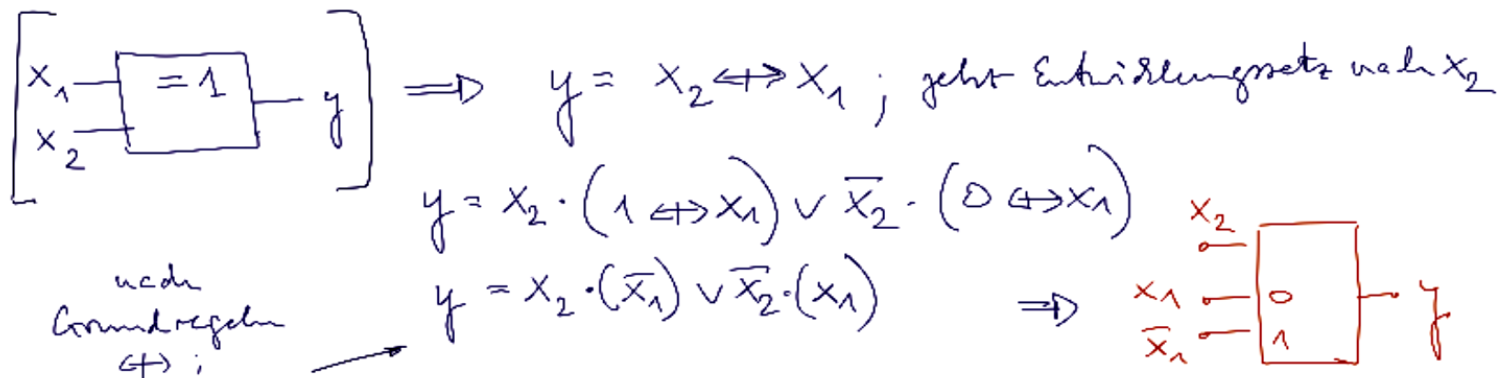 x₁ =1 y ⇒ y = x₂ ↮ x₁ ; jetzt Entwicklungssatz nach x₂
x₂
y = x₂ · (1 ↮ x₁) ∨ x̅₂ · (0 ↮ x₁)
y = x₂ · (x̅₁) ∨ x̅₂ · (x₁) ⇒
nach
Grundregeln
↮ ;
x₂
x₁ 0 y
x̅₁ 1